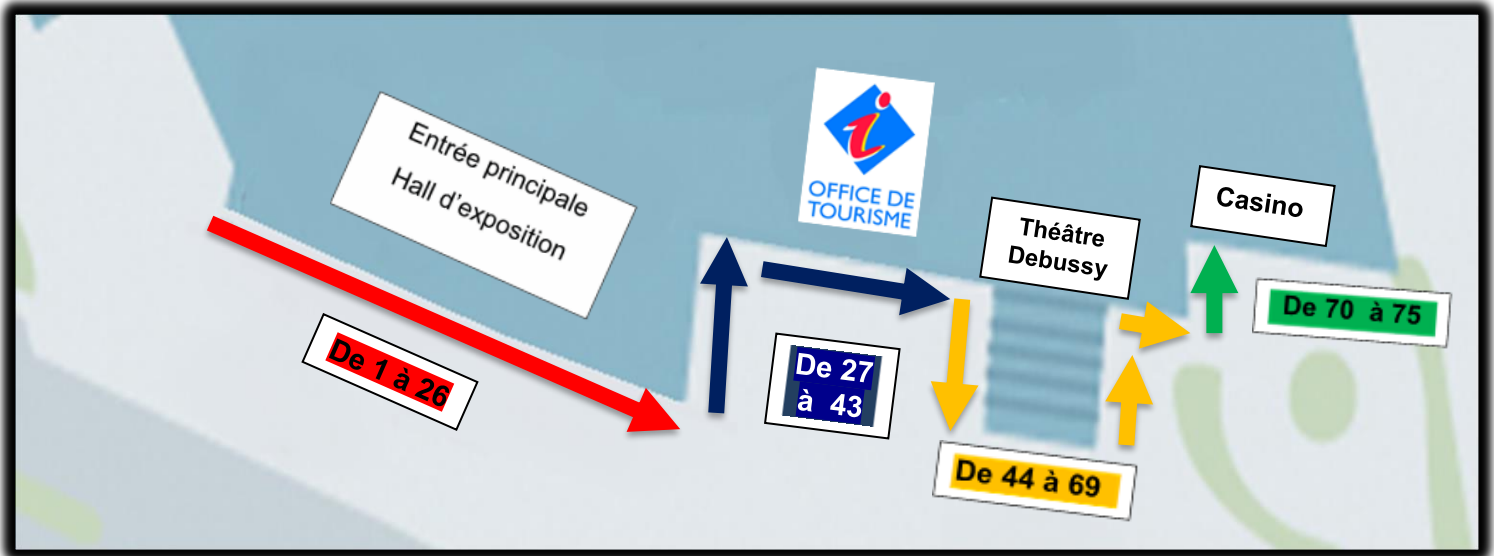 Entrée principale
Hall d'exposition
De 1 à 26
OFFICE DE
TOURISME
De 27
à 43
Théâtre
Debussy
De 44 à 69
Casino
De 70 à 75